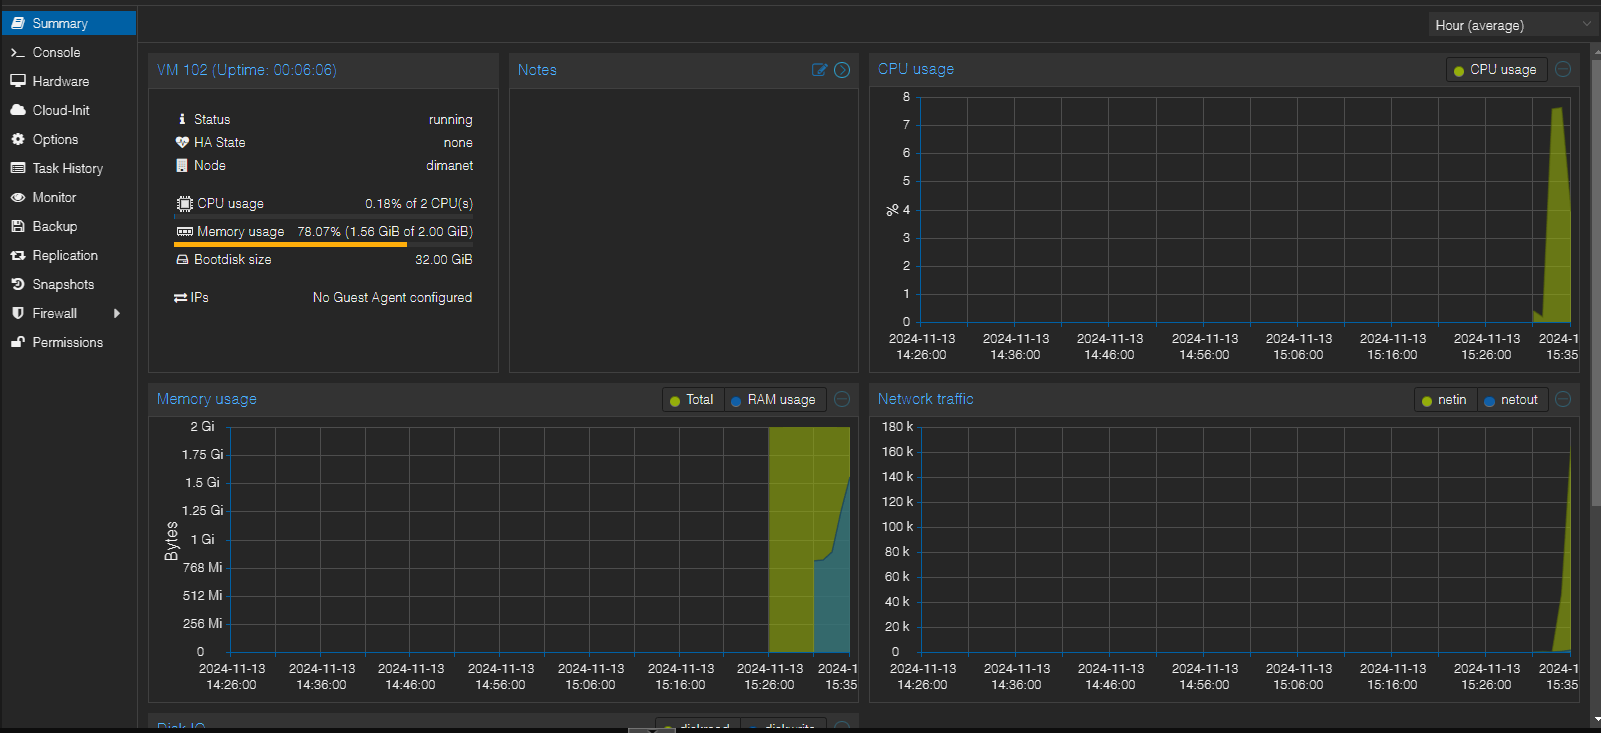 Hour (average)
Summary
Console
Hardware
Cloud-Init
Options
Task History
Monitor
Backup
Replication
Snapshots
Firewall
Permissions
VM 102 (Uptime: 00:06:06)
Status running
HA State none
Node dimanet
CPU usage 0.18% of 2 CPU(s)
Memory usage 78.07% (1.56 GiB of 2.00 GiB)
Bootdisk size 32.00 GiB
IPs No Guest Agent configured
Notes
CPU usage
CPU usage
8
7
6
5
4
3
2
1
0
%
2024-11-13 2024-11-13 2024-11-13 2024-11-13 2024-11-13 2024-11-13 2024-11-13 2024-1
14:26:00 14:36:00 14:46:00 14:56:00 15:06:00 15:16:00 15:26:00 15:35
Memory usage
Total RAM usage
2 Gi
1.75 Gi
1.5 Gi
1.25 Gi
1 Gi
768 Mi
512 Mi
256 Mi
0
Bytes
2024-11-13 2024-11-13 2024-11-13 2024-11-13 2024-11-13 2024-11-13 2024-11-13 2024-1
14:26:00 14:36:00 14:46:00 14:56:00 15:06:00 15:16:00 15:26:00 15:35
Network traffic
netin netout
180 k
160 k
140 k
120 k
100 k
80 k
60 k
40 k
20 k
0
2024-11-13 2024-11-13 2024-11-13 2024-11-13 2024-11-13 2024-11-13 2024-11-13 2024-1
14:26:00 14:36:00 14:46:00 14:56:00 15:06:00 15:16:00 15:26:00 15:35
Disk IO
diskread diskwrite